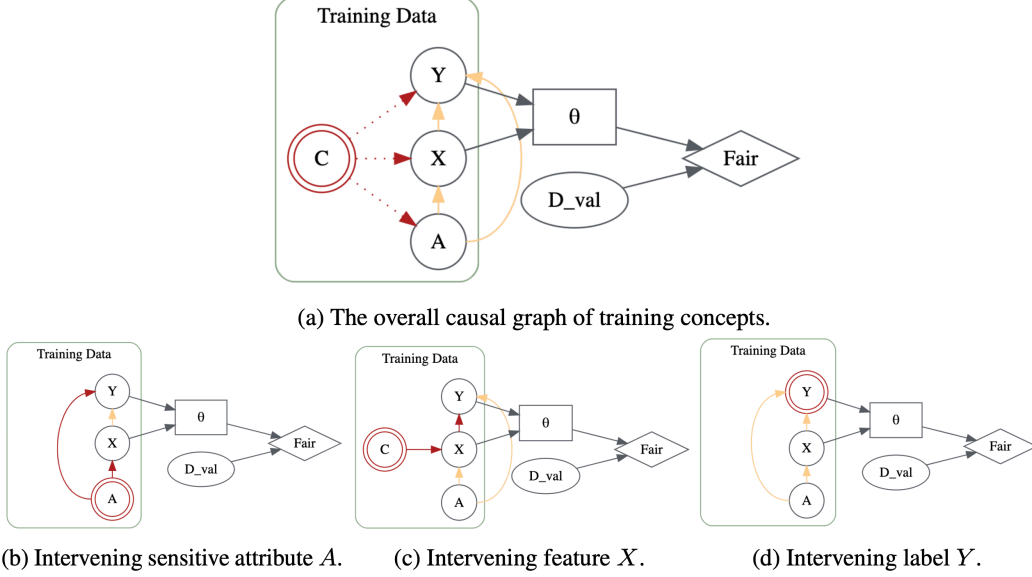 Training Data
Y
θ
C
X
Fair
D_val
A
(a) The overall causal graph of training concepts.
Training Data
Y
θ
X
Fair
D_val
A
(b) Intervening sensitive attribute A.
Training Data
Y
θ
C
X
Fair
D_val
A
(c) Intervening feature X.
Training Data
Y
θ
X
Fair
D_val
A
(d) Intervening label Y.